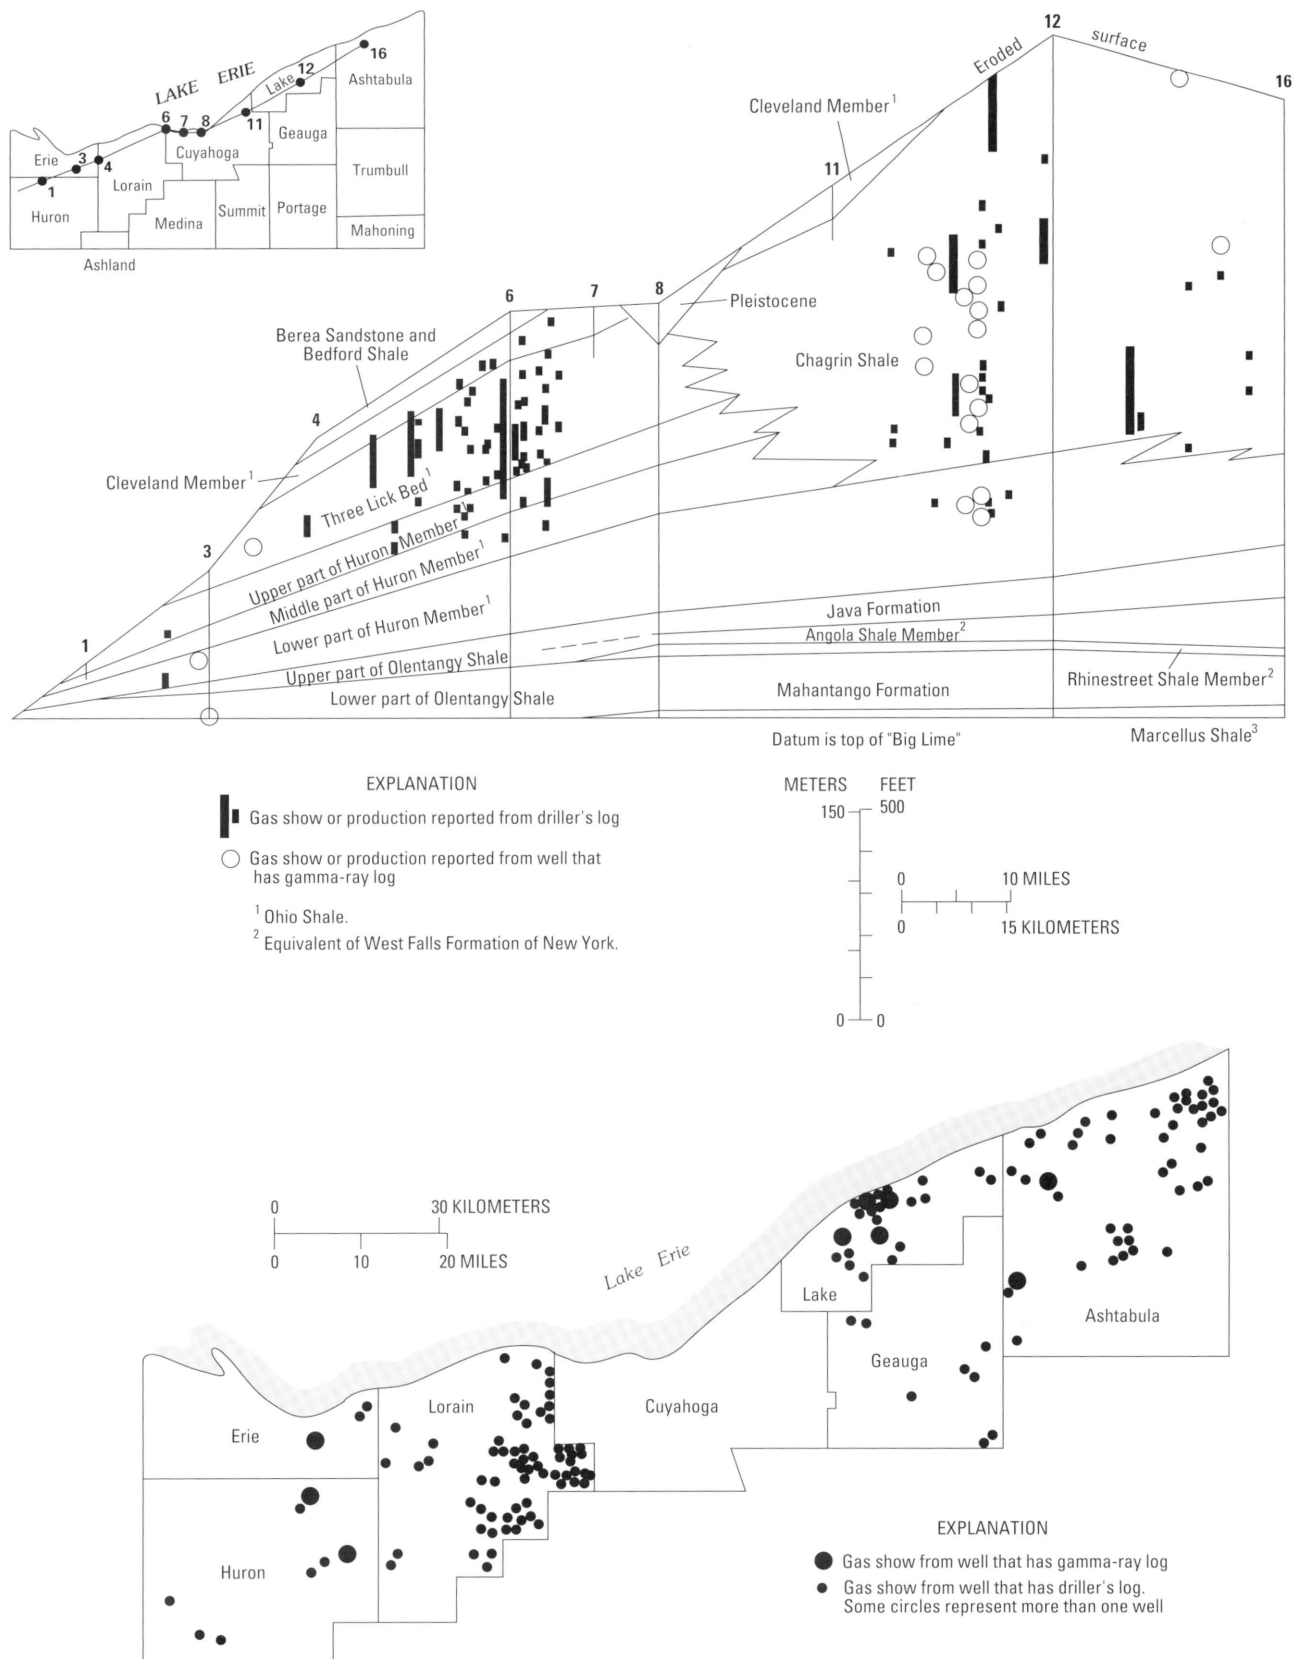 LAKE ERIE
16
12
Lake
Ashtabula
11
6
7
8
Geauga
Cuyahoga
Erie
3
4
1
Lorain
Trumbull
Huron
Medina
Summit
Portage
Mahoning
Ashland
12
Eroded surface
16
Cleveland Member1
11
6
7
8
Pleistocene
Berea Sandstone and
Bedford Shale
Chagrin Shale
4
Cleveland Member1
Three Lick Bed1
3
Upper part of Huron Member1
Middle part of Huron Member1
Lower part of Huron Member1
1
Java Formation
Angola Shale Member2
Upper part of Olentangy Shale
Rhinestreet Shale Member2
Lower part of Olentangy Shale
Mahantango Formation
Datum is top of "Big Lime"
Marcellus Shale3
EXPLANATION
Gas show or production reported from driller's log
Gas show or production reported from well that
has gamma-ray log
1 Ohio Shale.
2 Equivalent of West Falls Formation of New York.
METERS FEET
150 500
0 10 MILES
0 15 KILOMETERS
0 0
0 30 KILOMETERS
0 10 20 MILES
Lake Erie
Lake
Ashtabula
Geauga
Lorain
Cuyahoga
Erie
Huron
EXPLANATION
Gas show from well that has gamma-ray log
Gas show from well that has driller's log.
Some circles represent more than one well